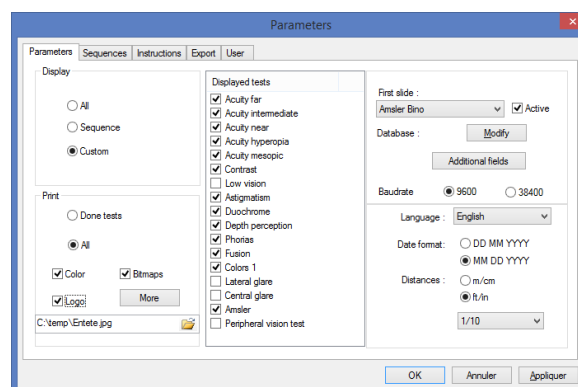 Parameters
Parameters Sequences Instructions Export User
Display
All
Sequence
Custom
Print
Done tests
All
Color Bitmaps
Logo More
C:\temp\Entete.jpg
Displayed tests
Acuity far
Acuity intermediate
Acuity near
Acuity hyperopia
Acuity mesopic
Contrast
Low vision
Astigmatism
Duochrome
Depth perception
Phorias
Fusion
Colors 1
Lateral glare
Central glare
Amsler
Peripheral vision test
First slide :
Amsler Bino Active
Database : Modify
Additional fields
Baudrate 9600 38400
Language : English
Date format: DD MM YYYY
MM DD YYYY
Distances : m/cm
ft/in
1/10
OK Annuler Appliquer